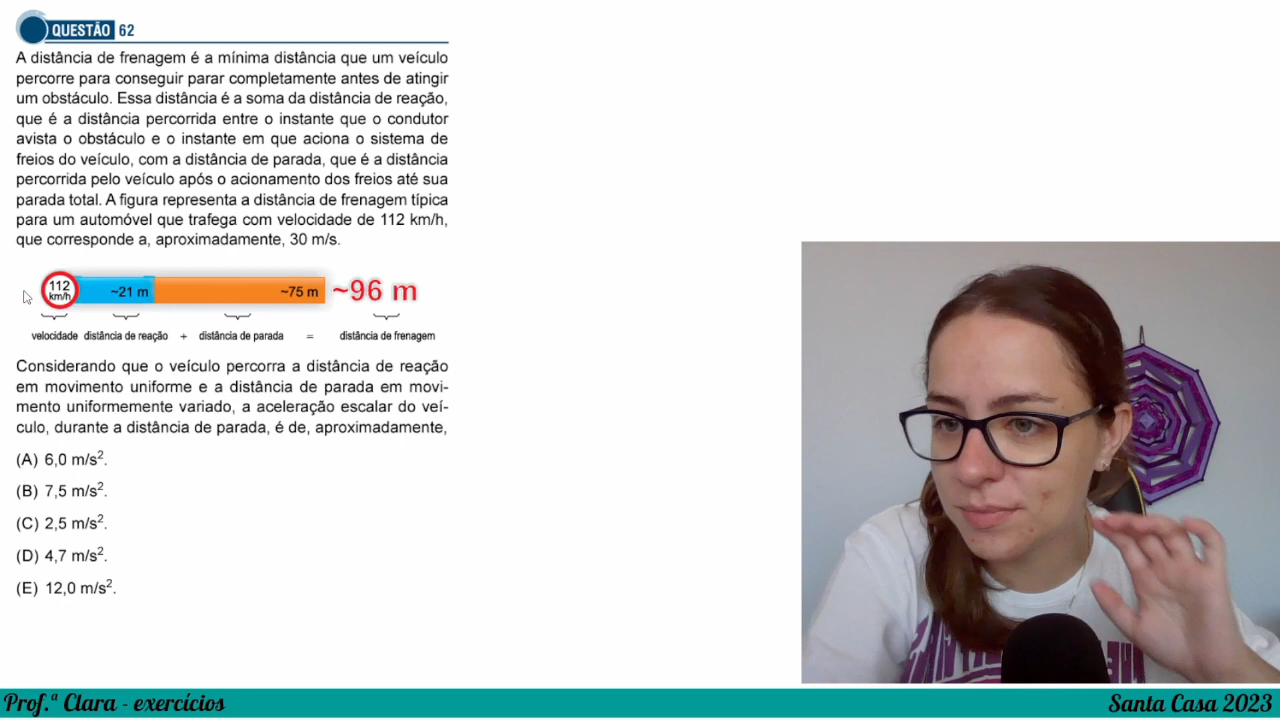 QUESTÃO 62
A distância de frenagem é a mínima distância que um veículo
percorre para conseguir parar completamente antes de atingir
um obstáculo. Essa distância é a soma da distância de reação,
que é a distância percorrida entre o instante que o condutor
avista o obstáculo e o instante em que aciona o sistema de
freios do veículo, com a distância de parada, que é a distância
percorrida pelo veículo após o acionamento dos freios até sua
parada total. A figura representa a distância de frenagem típica
para um automóvel que trafega com velocidade de 112 km/h,
que corresponde a, aproximadamente, 30 m/s.
112 km/h ~21 m ~75 m ~96 m
velocidade distância de reação + distância de parada = distância de frenagem
Considerando que o veículo percorra a distância de reação
em movimento uniforme e a distância de parada em movi-
mento uniformemente variado, a aceleração escalar do veí-
culo, durante a distância de parada, é de, aproximadamente,
(A) 6,0 m/s².
(B) 7,5 m/s².
(C) 2,5 m/s².
(D) 4,7 m/s².
(E) 12,0 m/s².
Prof.ª Clara - exercícios
Santa Casa 2023